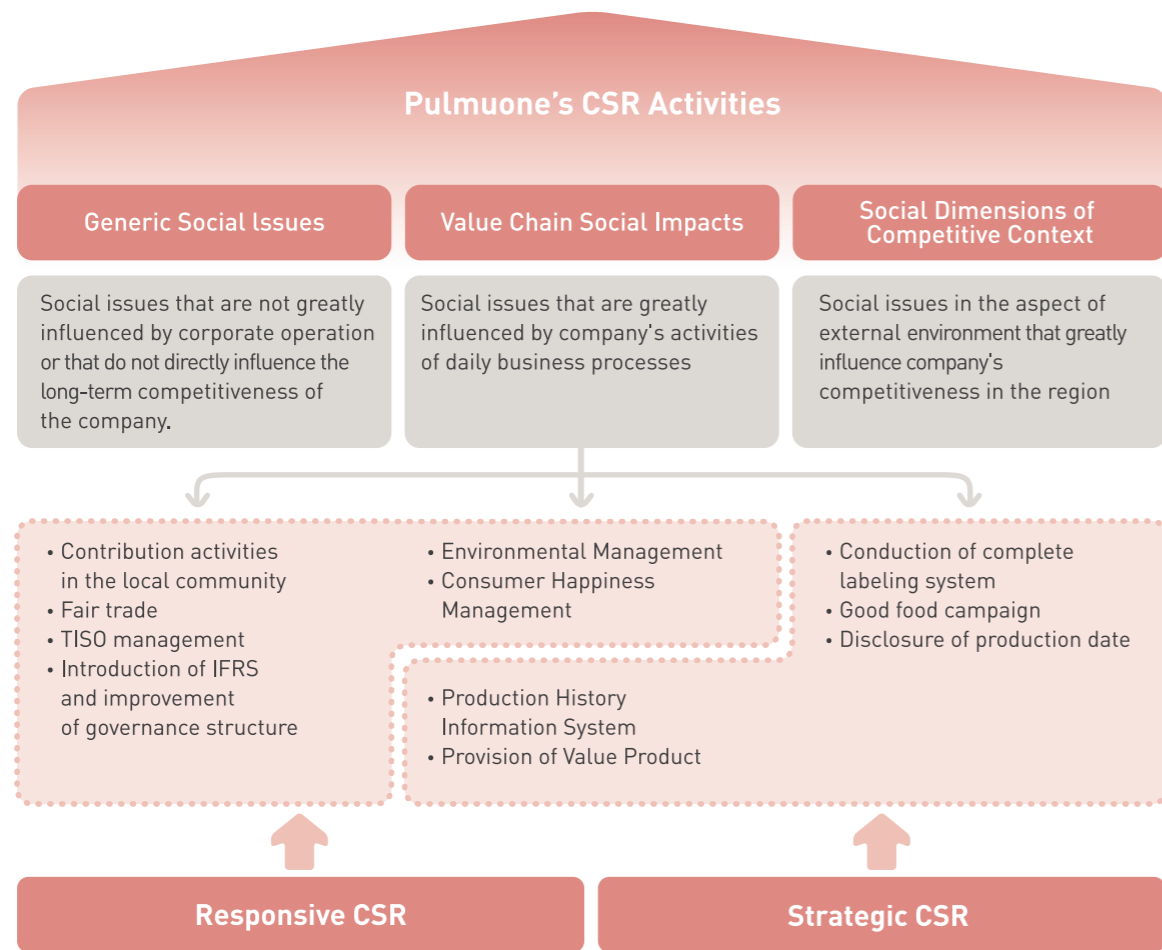 Pulmuone's CSR Activities
Generic Social Issues
Value Chain Social Impacts
Social Dimensions of
Competitive Context
Social issues that are not greatly
influenced by corporate operation
or that do not directly influence the
long-term competitiveness of
the company.
Social issues that are greatly
influenced by company's activities
of daily business processes
Social issues in the aspect of
external environment that greatly
influence company's
competitiveness in the region
• Contribution activities
in the local community
• Fair trade
• TISO management
• Introduction of IFRS
and improvement
of governance structure
• Environmental Management
• Consumer Happiness
Management
• Production History
Information System
• Provision of Value Product
• Conduction of complete
labeling system
• Good food campaign
• Disclosure of production date
Responsive CSR
Strategic CSR